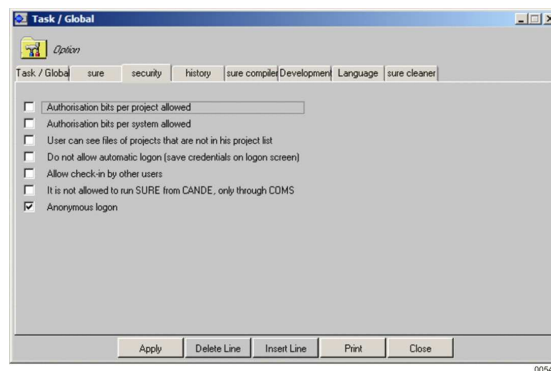 Task / Global
Option
Task / Global sure security history sure compiler Development Language sure cleaner
Authorisation bits per project allowed
Authorisation bits per system allowed
User can see files of projects that are not in his project list
Do not allow automatic logon (save credentials on logon screen)
Allow check-in by other users
It is not allowed to run SURE from CANDE, only through COMS
Anonymous logon
Apply Delete Line Insert Line Print Close
0054